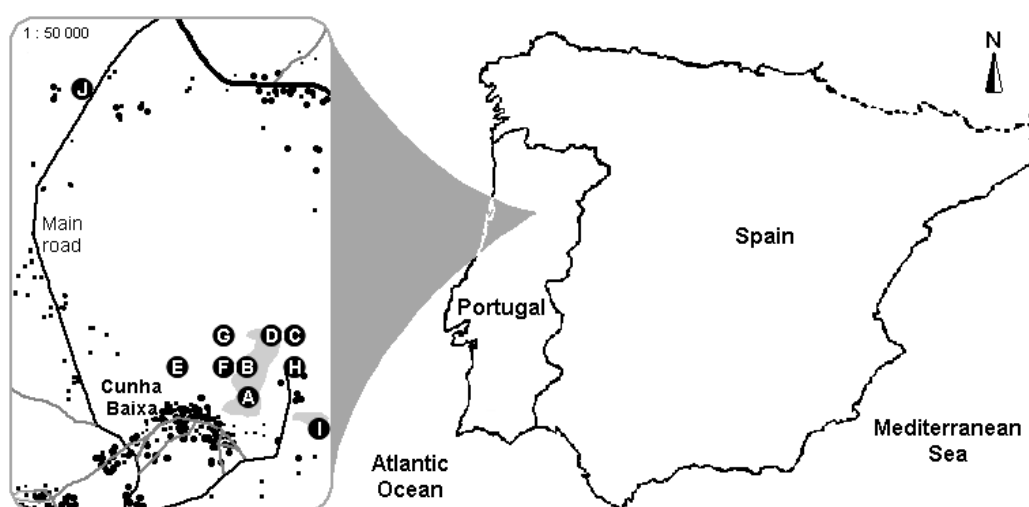 1 : 50 000
N
J
Main
road
Spain
Portugal
G D C
E F B H
Cunha
Baixa
A
I
Mediterranean
Sea
Atlantic
Ocean